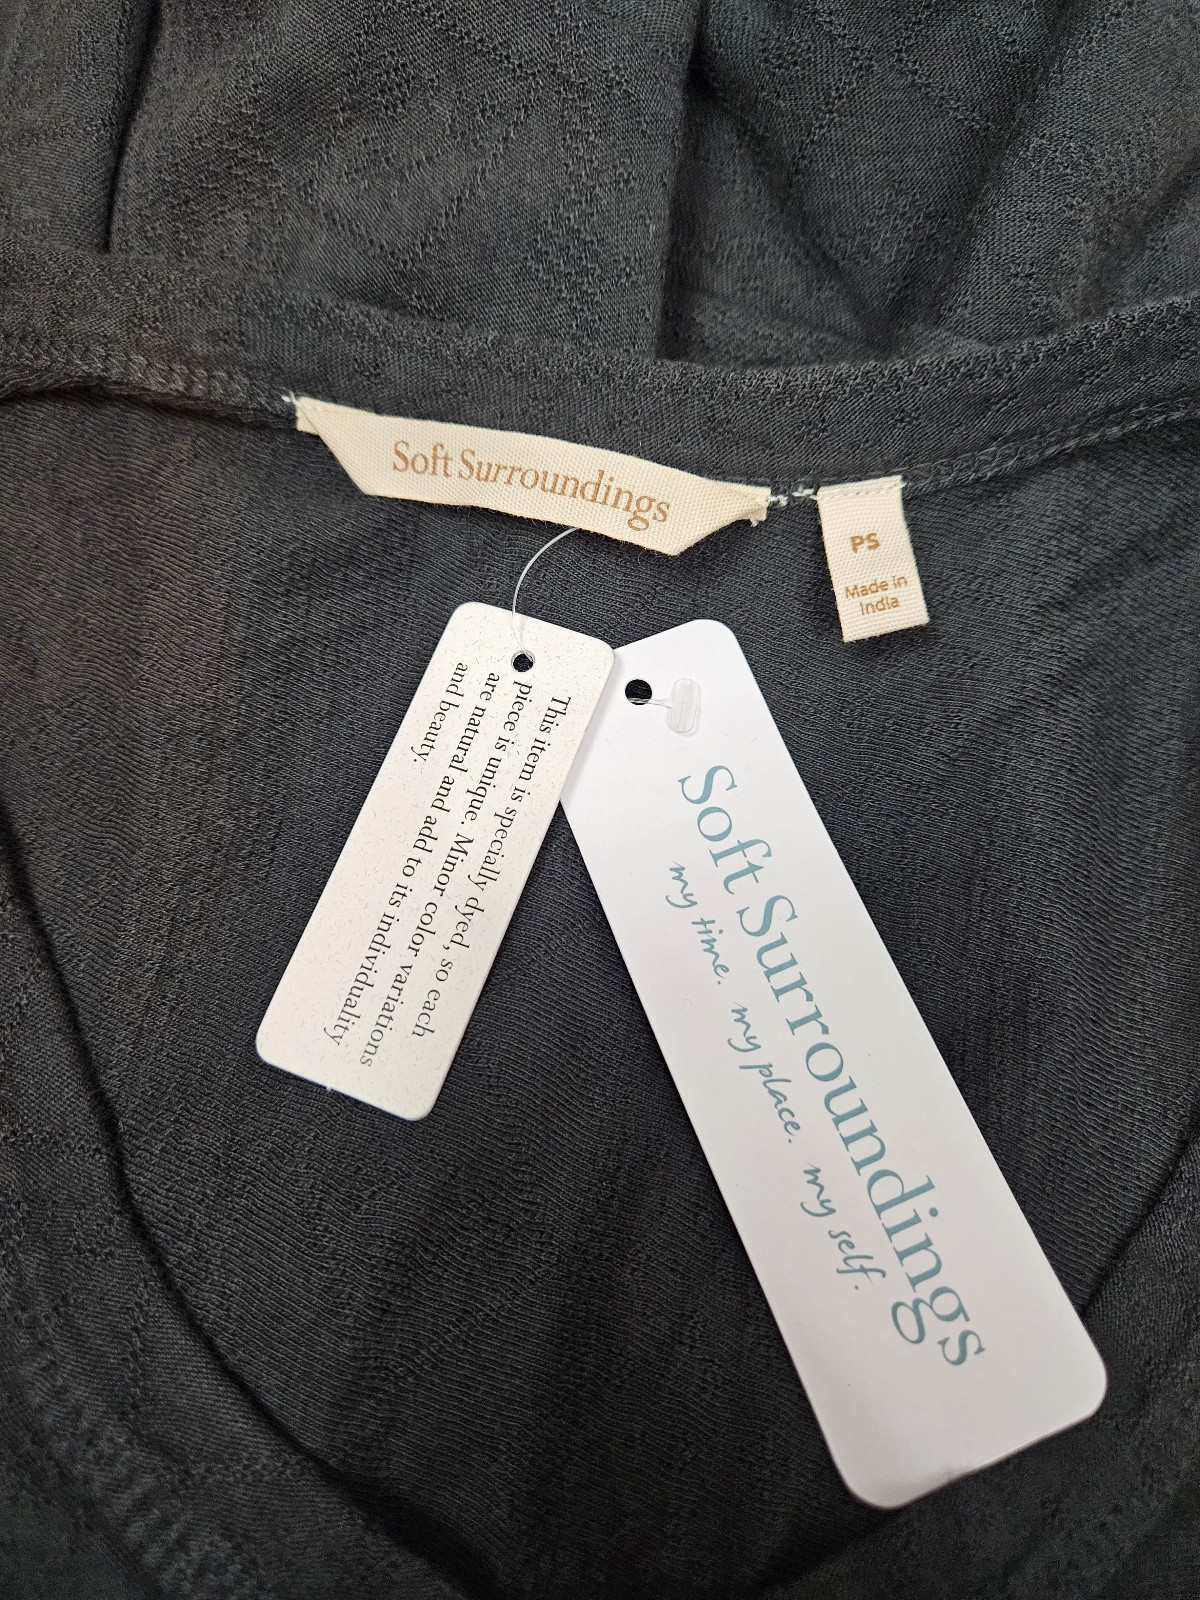 Soft Surroundings
PS
Made in
India
This item is specially dyed, so each
piece is unique. Minor color variations
are natural and add to its individuality
and beauty.
Soft Surroundings
my time. my place. my self.